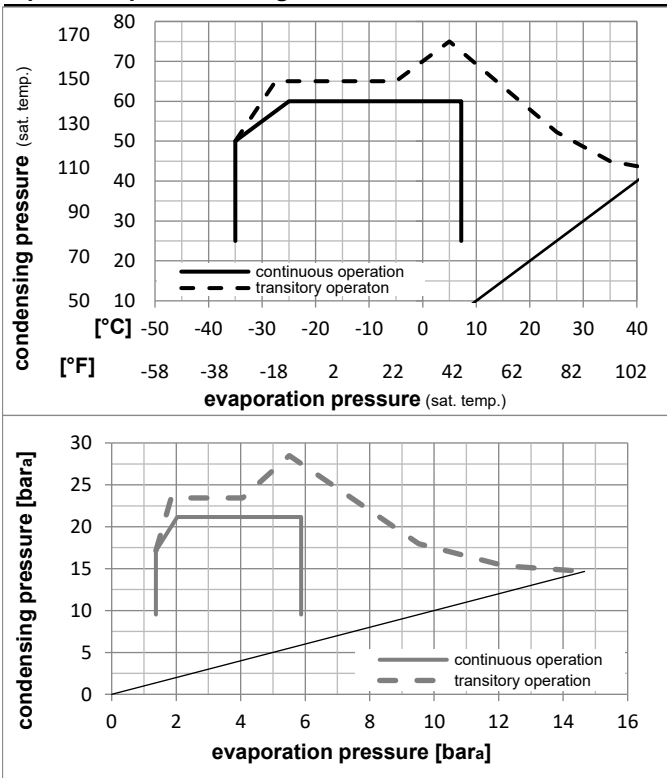 170 80
70
150
60
130
50
110
40
90 30
70 20
50 10
condensing pressure (sat. temp.)
continuous operation
transitory operaton
[°C] -50 -40 -30 -20 -10 0 10 20 30 40
[°F] -58 -38 -18 2 22 42 62 82 102
evaporation pressure (sat. temp.)
30
25
20
15
10
5
0
condensing pressure [bara]
continuous operation
transitory operation
0 2 4 6 8 10 12 14 16
evaporation pressure [bara]